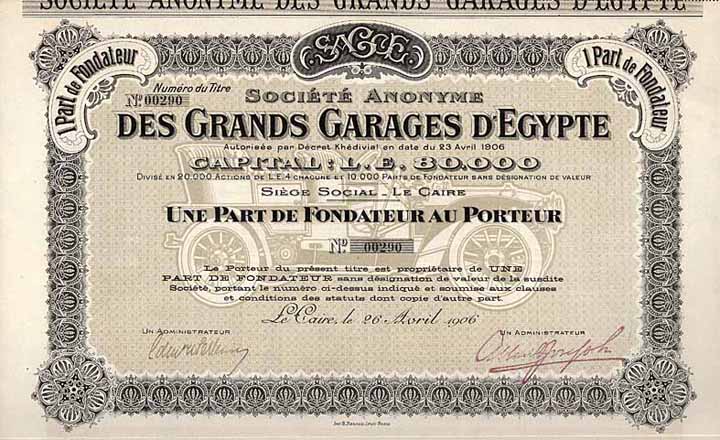 SOCIÉTÉ ANONYME DES GRANDS GARAGES D'EGYPTE
SAGE
1 Part de Fondateur
1 Part de Fondateur
Numéro du Titre
No. 00290
SOCIÉTÉ ANONYME
DES GRANDS GARAGES D'EGYPTE
Autorisée par Décret Khédivial en date du 23 Avril 1906
CAPITAL: L.E. 80.000
DIVISÉ EN 20.000 ACTIONS DE L.E.4 CHACUNE ET 10.000 PARTS DE FONDATEUR SANS DÉSIGNATION DE VALEUR
SIÈGE SOCIAL - LE CAIRE
UNE PART DE FONDATEUR AU PORTEUR
No. 00290
Le Porteur du présent titre est propriétaire de UNE
PART DE FONDATEUR sans désignation de valeur de la susdite
Société, portant le numéro ci-dessus indiqué et soumise aux clauses
et conditions des statuts dont copie d'autre part.
Le Caire, le 26 Avril 1906
UN ADMINISTRATEUR
UN ADMINISTRATEUR